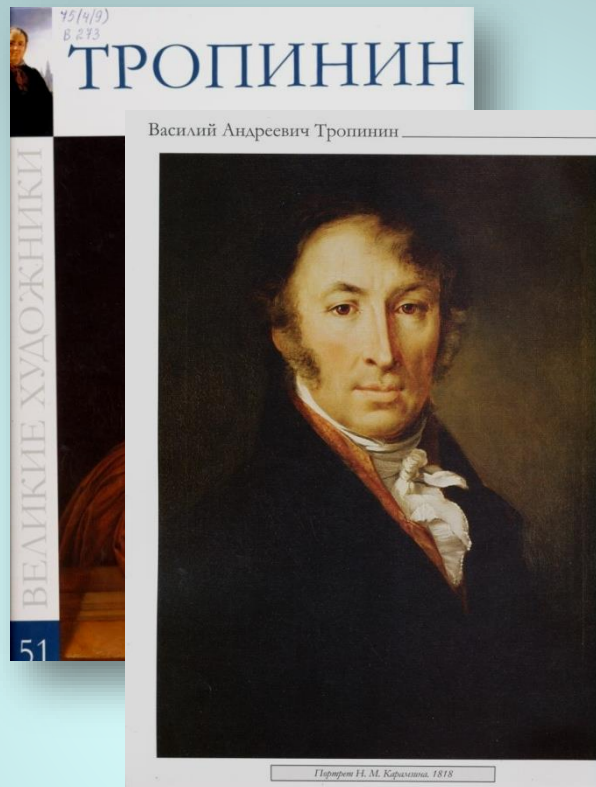 75(4/9)
В 273
ТРОПИНИН
ВЕЛИКИЕ ХУДОЖНИКИ
51
Василий Андреевич Тропинин
Портрет Н. М. Карамзина. 1818